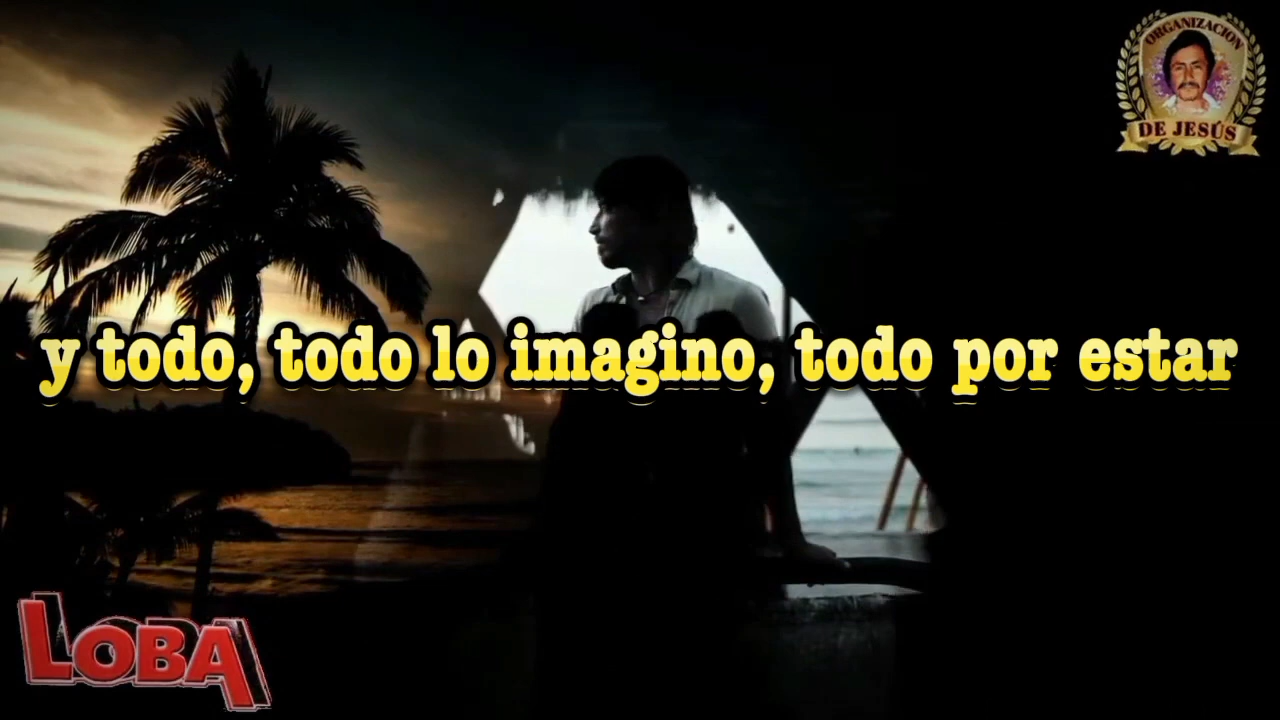 ORGANIZACION
DE JESÚS
y todo, todo lo imagino, todo por estar
LOBA